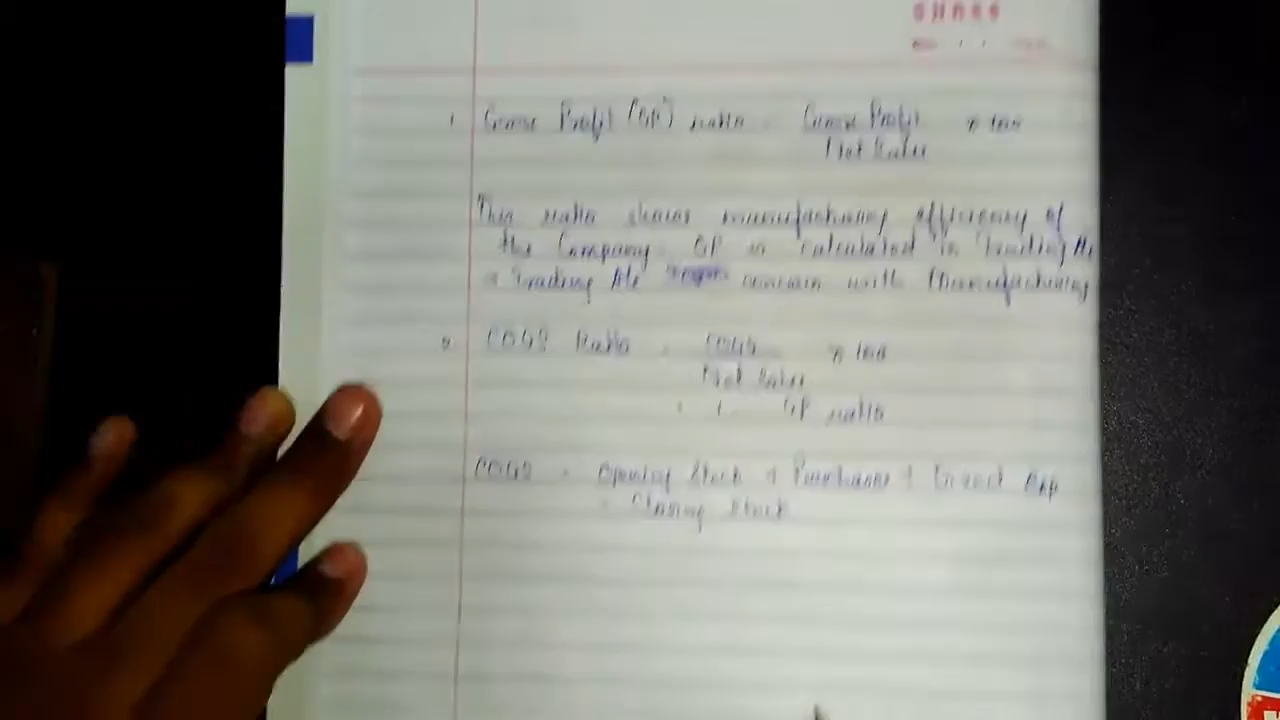 1. Gross Profit (GP) ratio = Gross Profit x 100
Net Sales
This ratio shows manufacturing efficiency of
the Company. GP is calculated in Trading A/c
& Trading A/c concern with Manufacturing
2. COGS Ratio = COGS x 100
Net Sales
= 1 - GP ratio
COGS = Opening Stock + Purchases + Direct Exp
- Closing Stock